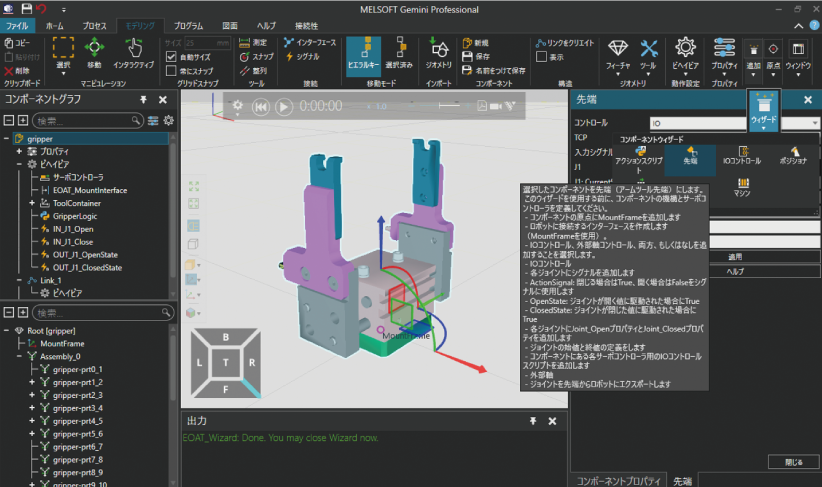 MELSOFT Gemini Professional
ファイル ホーム プロセス モデリング プログラム 図面 ヘルプ 接続性
コピー
貼り付け
削除
クリップボード
選択
移動
インタラクティブ
マニピュレーション
サイズ 25 mm
自動サイズ
常にスナップ
グリッドスナップ
測定
スナップ
整列
ツール
インターフェース
シグナル
接続
ヒエラルキー
選択済み
移動モード
ジオメトリ
インポート
新規
保存
名前をつけて保存
コンポーネント
リンクをクリエイト
表示
構造
フィーチャ
ツール
ジオメトリ
ビヘイビア
動作設定
プロパティ
プロパティ
追加
原点
ウィンドウ
コンポーネントグラフ
検索...
gripper
プロパティ
ビヘイビア
サーボコントローラ
EOAT_MountInterface
ToolContainer
GripperLogic
IN_J1_Open
IN_J1_Close
OUT_J1_OpenState
OUT_J1_ClosedState
Link_1
ビヘイビア
検索...
Root [gripper]
MountFrame
Assembly_0
gripper-prt0_1
gripper-prt1_2
gripper-prt2_3
gripper-prt3_4
gripper-prt4_5
gripper-prt5_6
gripper-prt6_7
gripper-prt7_8
gripper-prt8_9
gripper-prt9_10
0:00:00
x 1.0
MountFrame
B
L T R
F
出力
EOAT_Wizard: Done. You may close Wizard now.
先端
コントロール IO
TCP
入力シグナル
J1
J1: Current
ウィザード
コンポーネントウィザード
アクションスクリプト
先端
IOコントロール
ポジショナ
マシン
選択したコンポーネントを先端（アームツール先端）にします。
このウィザードを使用する前に、コンポーネントの機構とサーボコン
トローラを定義してください。
- コンポーネントの原点にMountFrameを追加します
- ロボットに接続するインターフェースを作成します
（MountFrameを使用）。
- IOコントロール、外部軸コントロール、両方、もしくはなしを追
加することを選択します。
- IOコントロール
- 各ジョイントにシグナルを追加します
- ActionSignal: 閉じる場合はTrue、開く場合はFalseをシグ
ナルに使用します
- OpenState: ジョイントが開く値に駆動された場合にTrue
- ClosedState: ジョイントが閉じた値に駆動された場合に
True
- 各ジョイントにJoint_OpenプロパティとJoint_Closedプロパ
ティを追加します
- ジョイントの始値と終値の定義をします
- コンポーネントにある各サーボコントローラ用のIOコントロール
スクリプトを追加します
- 外部軸
- ジョイントを先端からロボットにエクスポートします
適用
ヘルプ
閉じる
コンポーネントプロパティ 先端